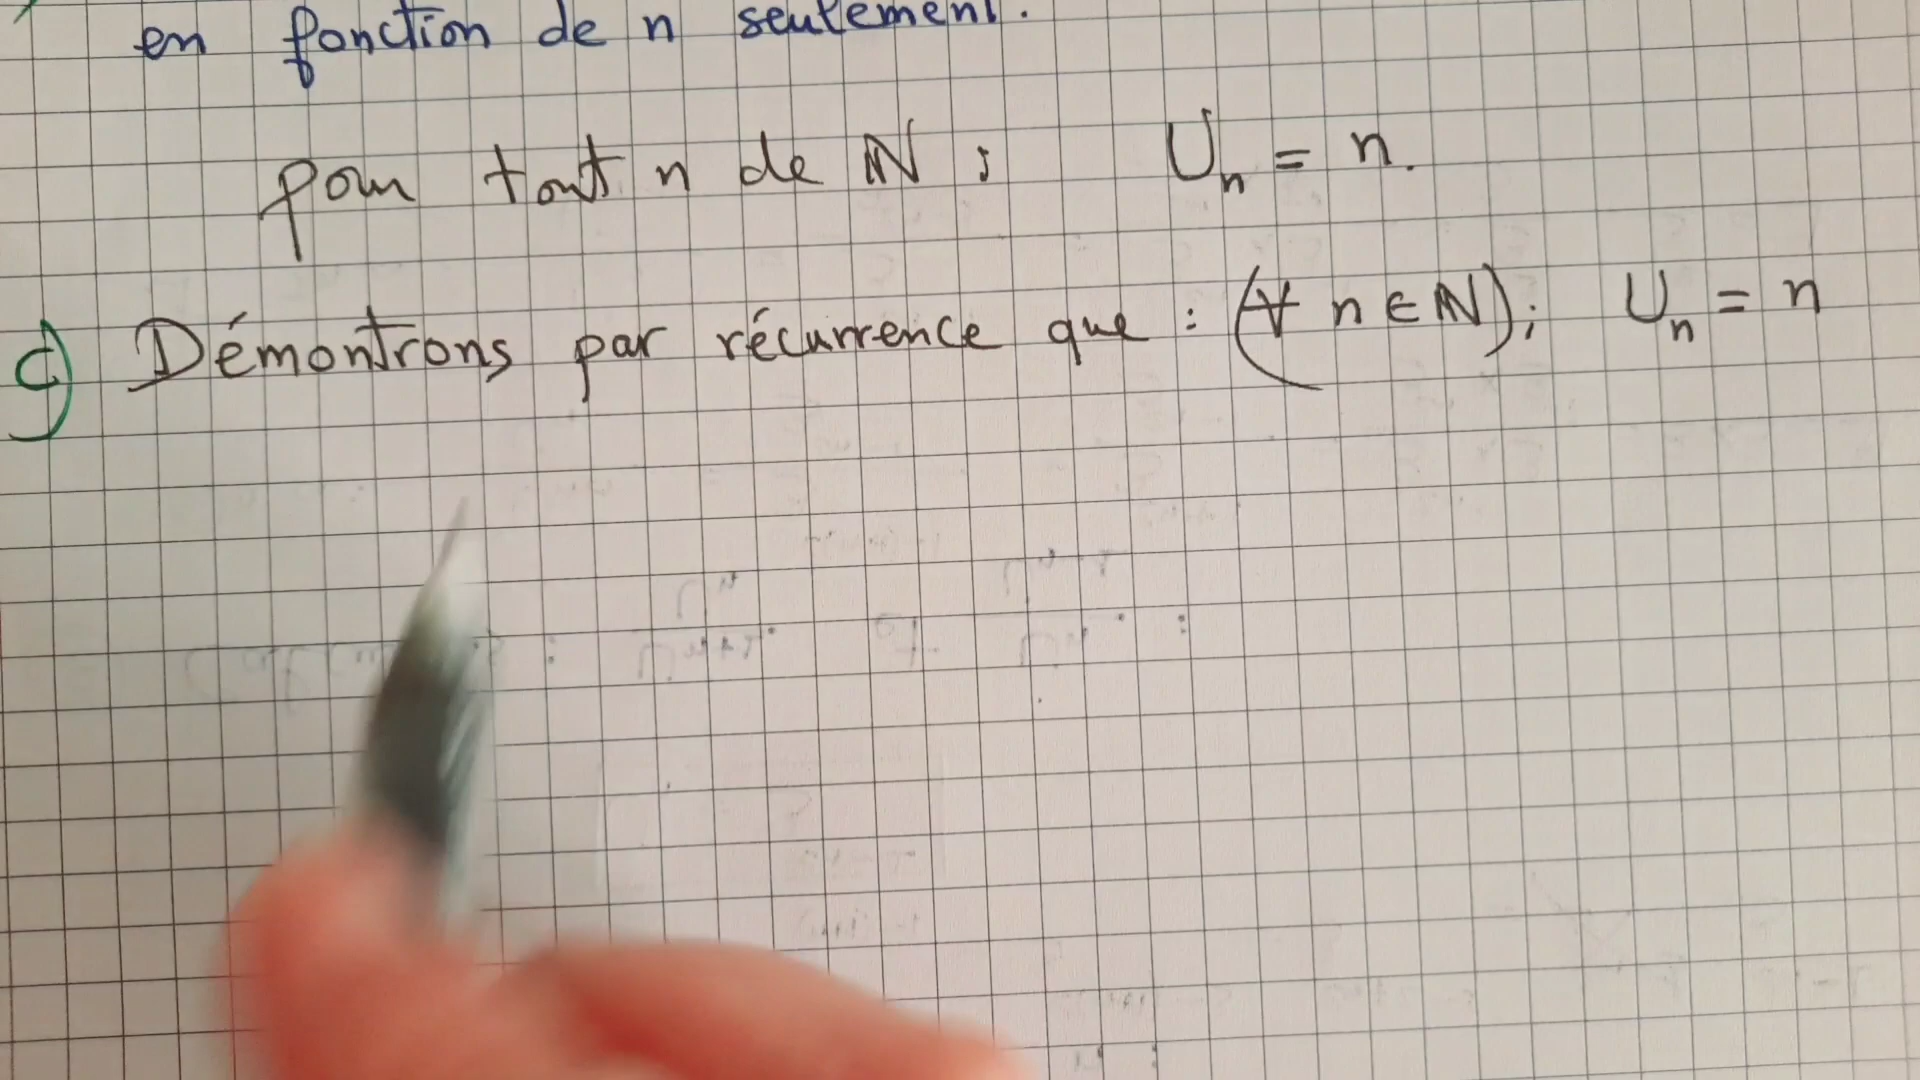 en fonction de n seulement.
pour tout n de ℕ ; Uₙ = n.
c) Démontrons par récurrence que : (∀ n ∈ ℕ); Uₙ = n